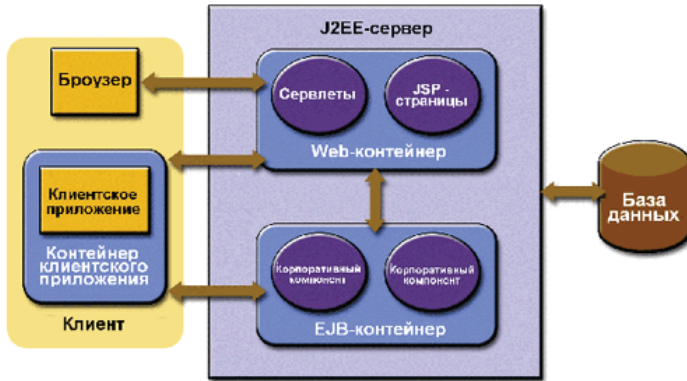 J2EE-сервер
Броузер
Сервлеты
JSP -
страницы
Web-контейнер
Клиентское
приложение
Контейнер
клиентского
приложения
Клиент
База
данных
Корпоративный
компонент
Корпоративный
компонент
EJB-контейнер